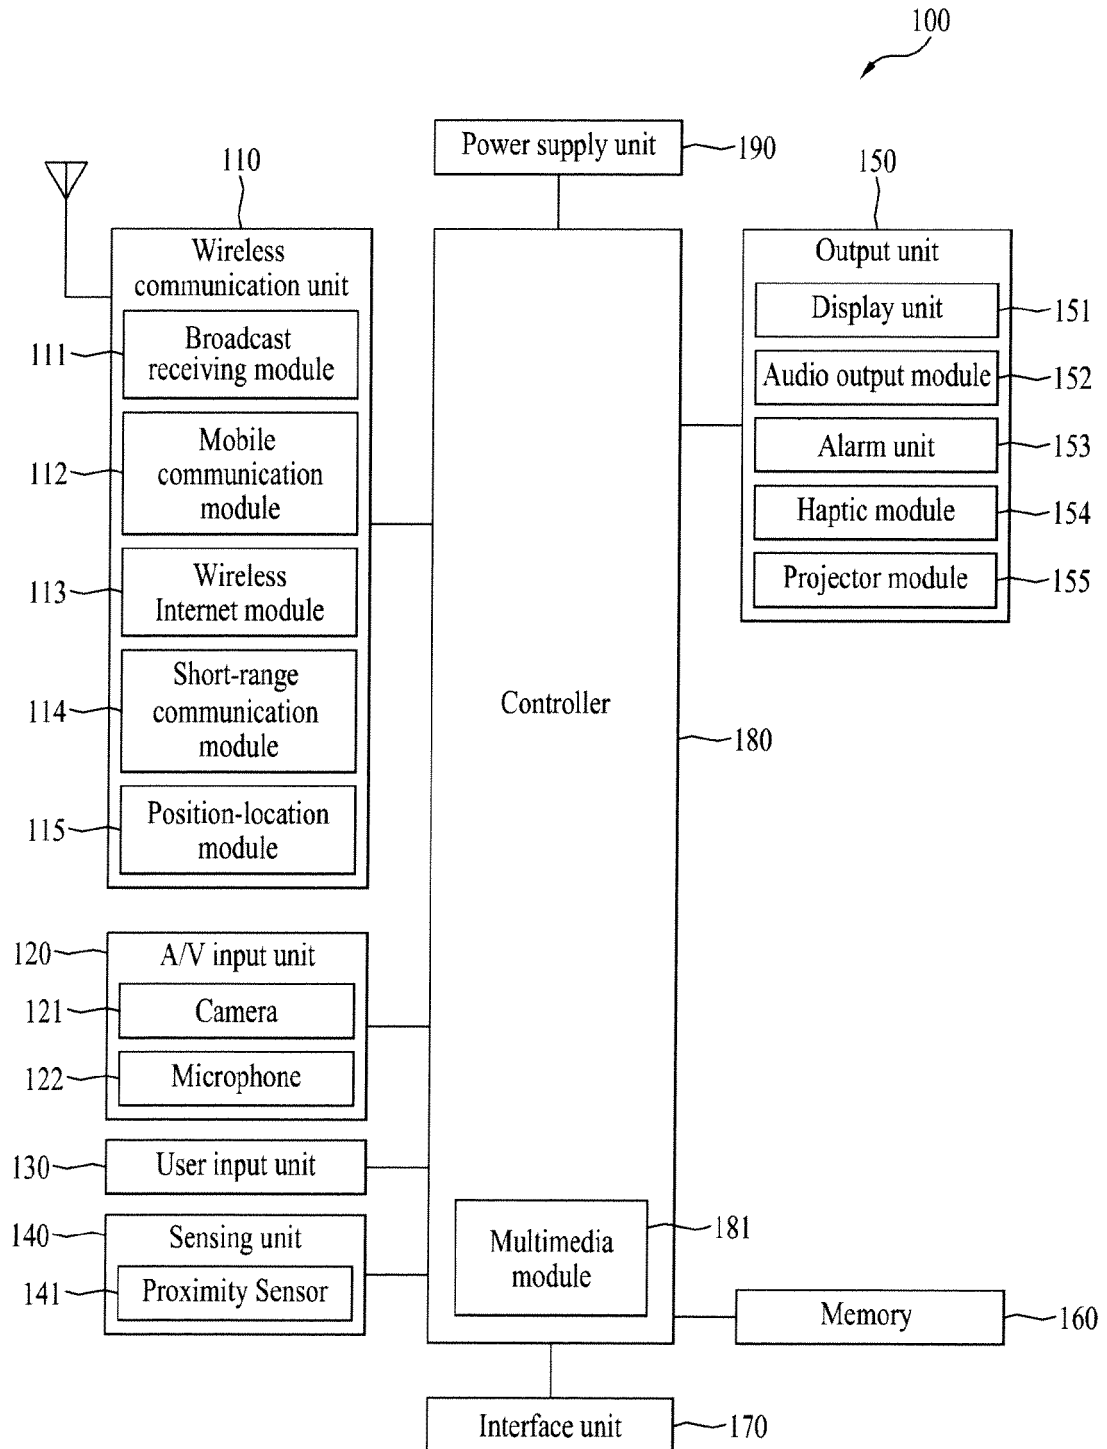 100
Power supply unit
190
110
Wireless
communication unit
111
Broadcast
receiving module
112
Mobile
communication
module
113
Wireless
Internet module
114
Short-range
communication
module
115
Position-location
module
120
A/V input unit
121
Camera
122
Microphone
130
User input unit
140
Sensing unit
141
Proximity Sensor
Controller
180
Multimedia
module
181
150
Output unit
Display unit
151
Audio output module
152
Alarm unit
153
Haptic module
154
Projector module
155
Memory
160
Interface unit
170